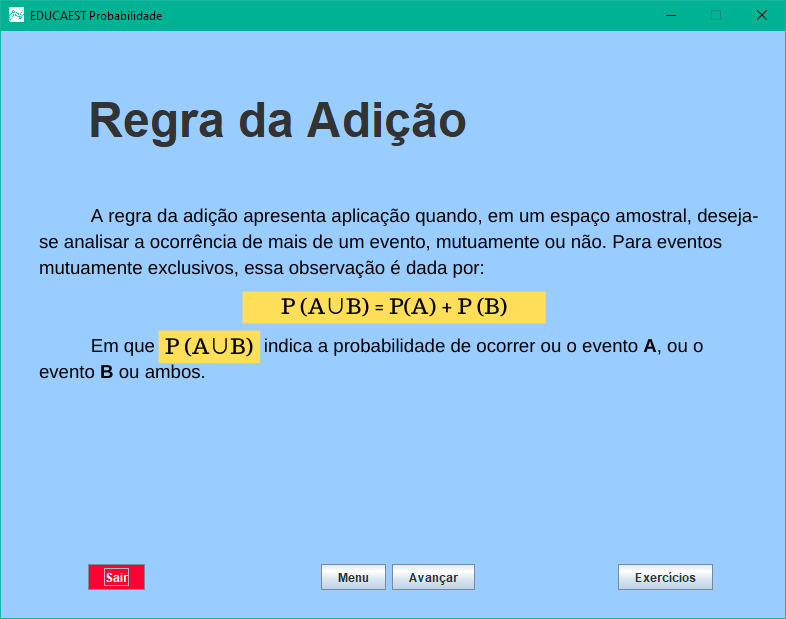 EDUCAEST Probabilidade
Regra da Adição
A regra da adição apresenta aplicação quando, em um espaço amostral, deseja-
se analisar a ocorrência de mais de um evento, mutuamente ou não. Para eventos
mutuamente exclusivos, essa observação é dada por:
P (A∪B) = P(A) + P (B)
Em que P (A∪B) indica a probabilidade de ocorrer ou o evento A, ou o
evento B ou ambos.
Sair Menu Avançar Exercícios